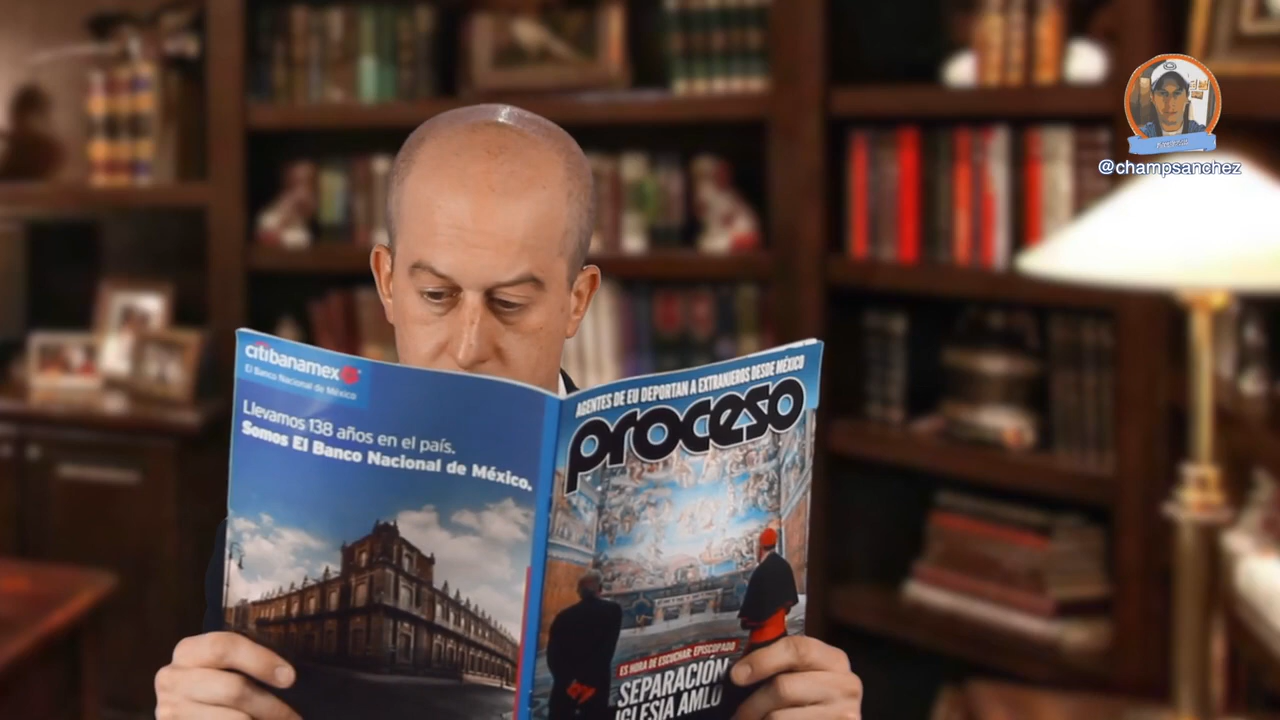 @champsanchez
citibanamex
El Banco Nacional de México
Llevamos 138 años en el país.
Somos El Banco Nacional de México.
AGENTES DE EU DEPORTAN A EXTRANJEROS DESDE MÉXICO
proceso
ES HORA DE ESCUCHAR: EPISCOPADO
SEPARACIÓN
IGLESIA AMLO